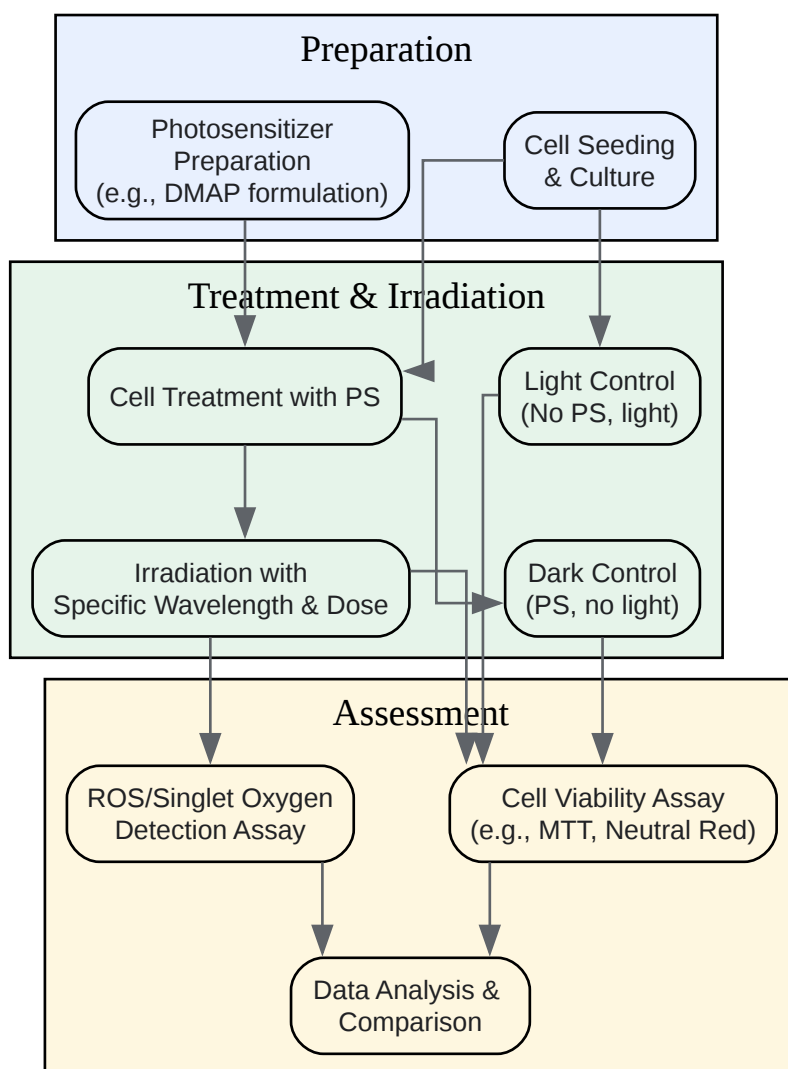 Preparation
Photosensitizer
Preparation
(e.g., DMAP formulation)
Cell Seeding
& Culture
Treatment & Irradiation
Cell Treatment with PS
Light Control
(No PS, light)
Irradiation with
Specific Wavelength & Dose
Dark Control
(PS, no light)
Assessment
ROS/Singlet Oxygen
Detection Assay
Cell Viability Assay
(e.g., MTT, Neutral Red)
Data Analysis &
Comparison